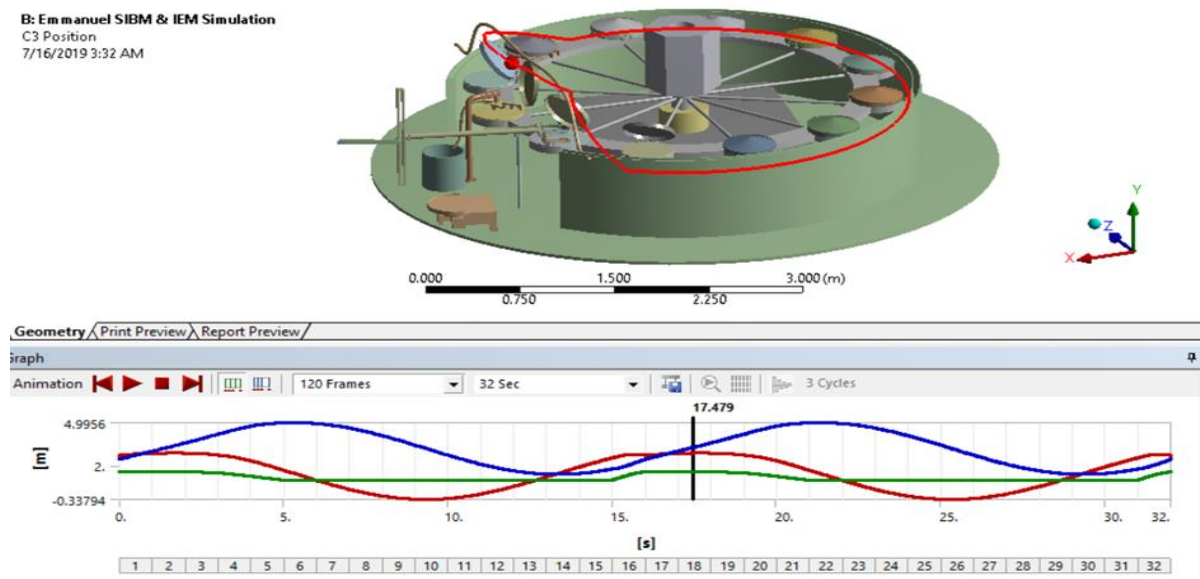 B: Emmanuel SIBM & IEM Simulation
C3 Position
7/16/2019 3:32 AM
Y
Z
X
0.000 1.500 3.000 (m)
0.750 2.250
Geometry Print Preview Report Preview
Graph
Animation 120 Frames 32 Sec 3 Cycles
17.479
4.9956
[m]
2.
-0.33794
0. 5. 10. 15. 20. 25. 30. 32.
[s]
1 2 3 4 5 6 7 8 9 10 11 12 13 14 15 16 17 18 19 20 21 22 23 24 25 26 27 28 29 30 31 32